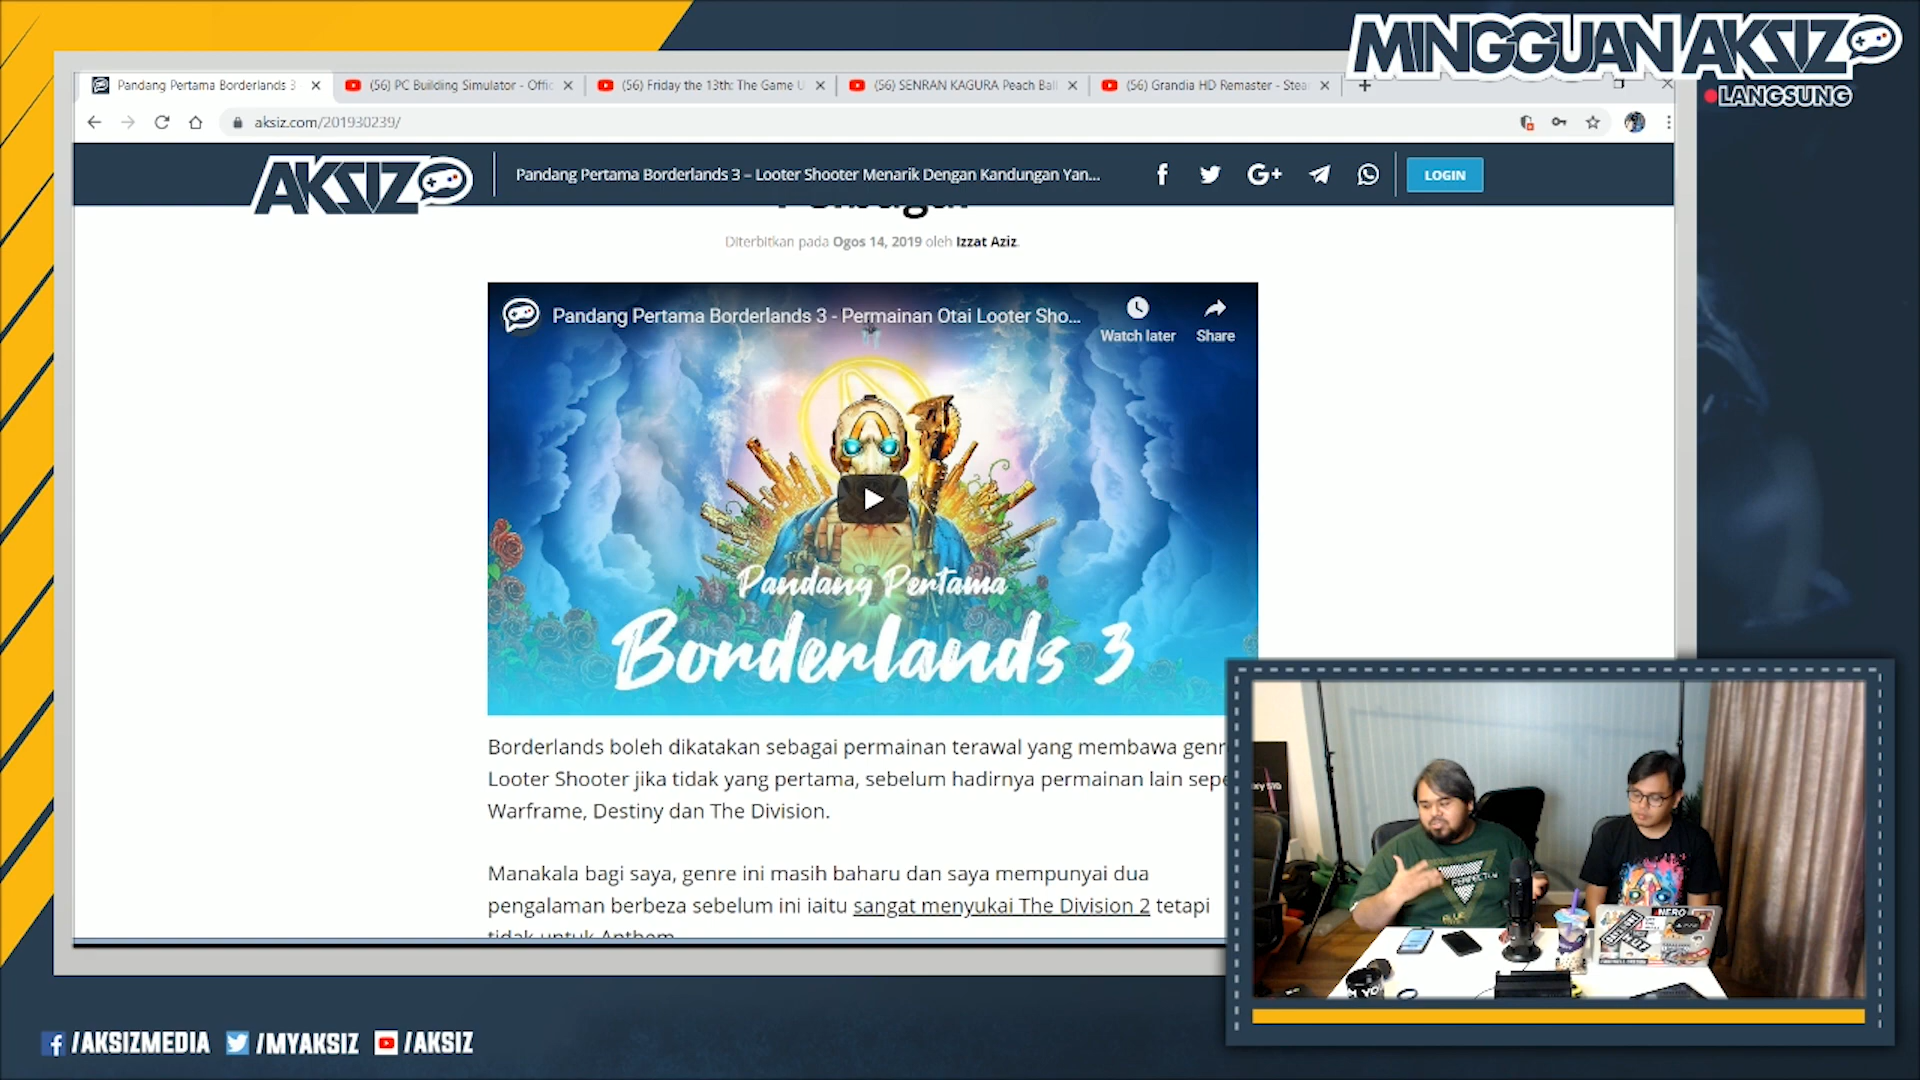 MINGGUAN AKSIZ
LANGSUNG
Pandang Pertama Borderlands 3
(56) PC Building Simulator - Offic
(56) Friday the 13th: The Game U
(56) SENRAN KAGURA Peach Ball
(56) Grandia HD Remaster - Stea
aksiz.com/201930239/
AKSIZ
Pandang Pertama Borderlands 3 – Looter Shooter Menarik Dengan Kandungan Yan...
LOGIN
Diterbitkan pada Ogos 14, 2019 oleh Izzat Aziz.
Pandang Pertama Borderlands 3 - Permainan Otai Looter Sho...
Watch later
Share
Pandang Pertama
Borderlands 3
Borderlands boleh dikatakan sebagai permainan terawal yang membawa genr
Looter Shooter jika tidak yang pertama, sebelum hadirnya permainan lain sepe
Warframe, Destiny dan The Division.
Manakala bagi saya, genre ini masih baharu dan saya mempunyai dua
pengalaman berbeza sebelum ini iaitu sangat menyukai The Division 2 tetapi
tidak untuk Anthem.
PERFECTLY
NERO
/AKSIZMEDIA
/MYAKSIZ
/AKSIZ